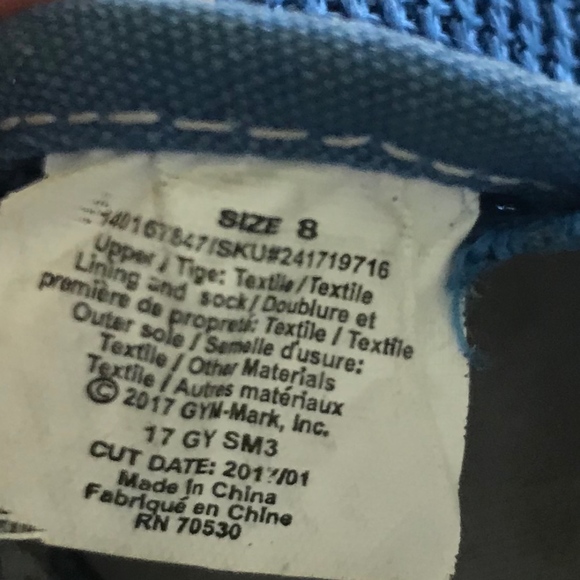 SIZE 8
SKU#241719716
Upper / Tige: Textile/Textile
Lining and sock/Doublure et
première de propreté: Textile / Textile
Outer sole / Semelle d'usure:
Textile / Other Materials
Textile / Autres matériaux
© 2017 GYM-Mark, Inc.
17 GY SM3
CUT DATE:
Made in China
Fabriqué en Chine
RN 70530